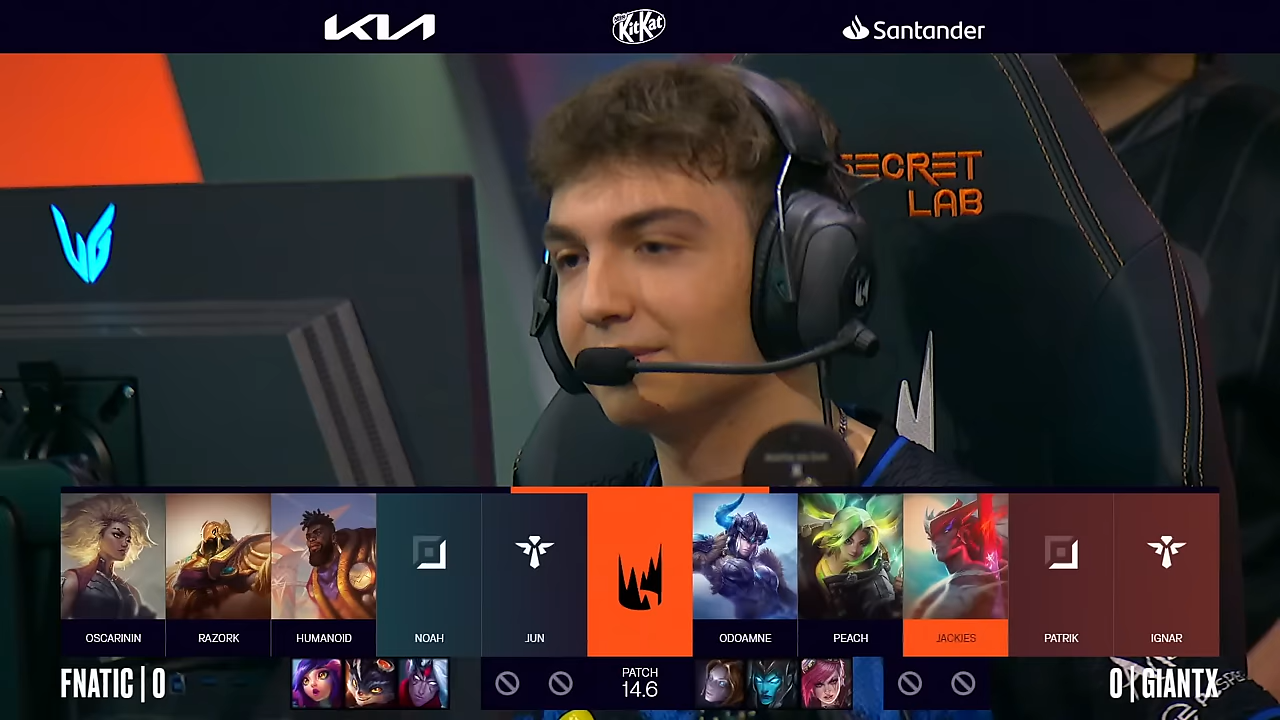 KIA
KitKat
Santander
SECRET
LAB
OSCARININ
RAZORK
HUMANOID
NOAH
JUN
ODOAMNE
PEACH
JACKIES
PATRIK
IGNAR
FNATIC | 0
PATCH
14.6
0 | GIANTX